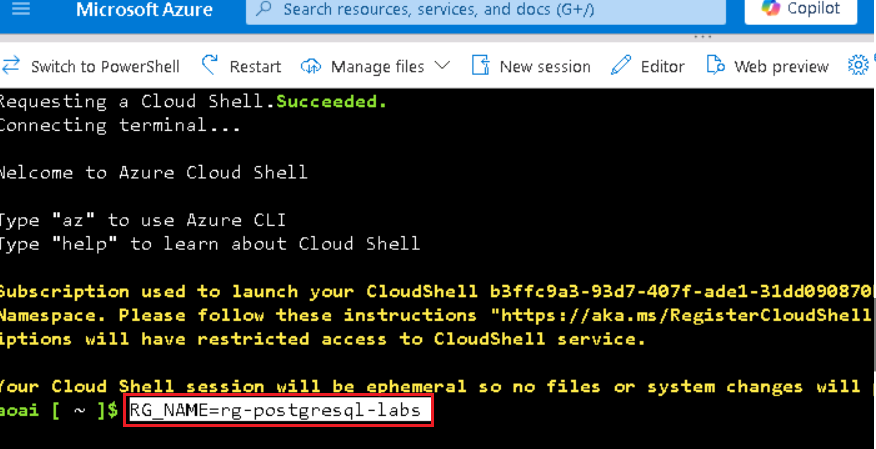 Microsoft Azure
Search resources, services, and docs (G+/)
Copilot
Switch to PowerShell
Restart
Manage files
New session
Editor
Web preview
Requesting a Cloud Shell.Succeeded.
Connecting terminal...
Welcome to Azure Cloud Shell
Type "az" to use Azure CLI
Type "help" to learn about Cloud Shell
Subscription used to launch your CloudShell b3ffc9a3-93d7-407f-ade1-31dd090870
Namespace. Please follow these instructions "https://aka.ms/RegisterCloudShell
iptions will have restricted access to CloudShell service.
Your Cloud Shell session will be ephemeral so no files or system changes will
aoai [ ~ ]$ RG_NAME=rg-postgresql-labs